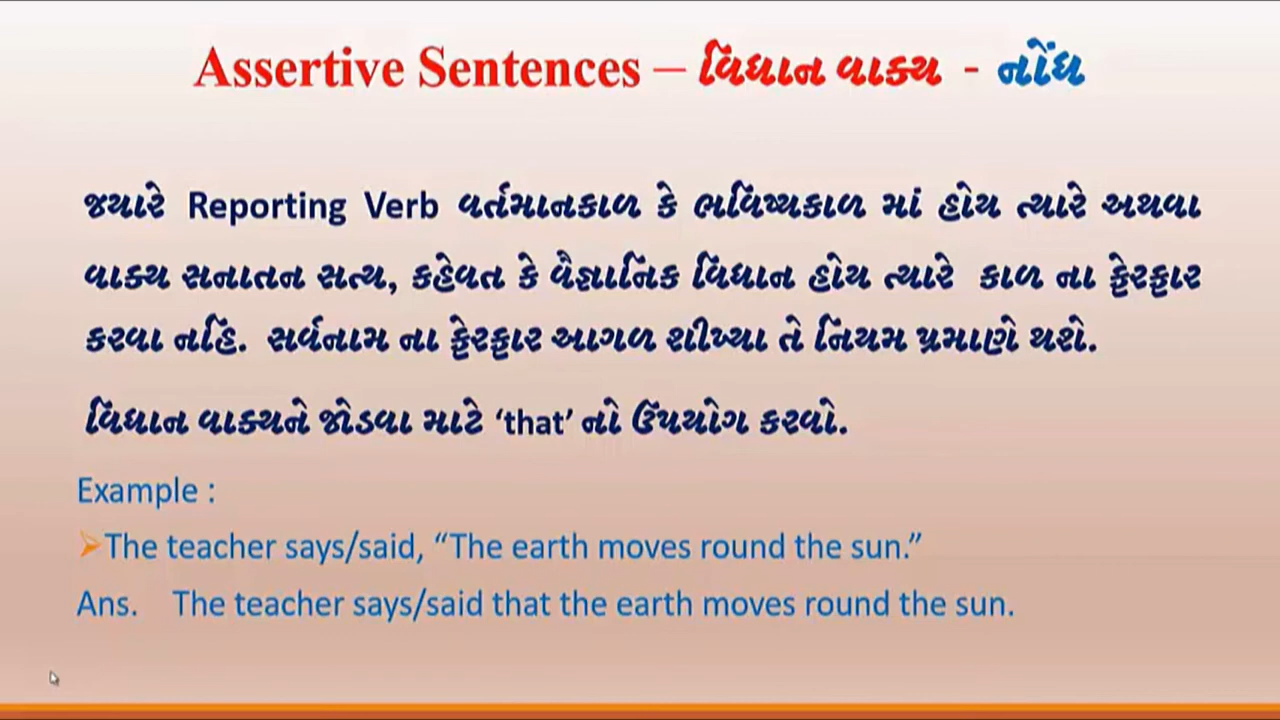 Assertive Sentences – વિધાન વાક્ય - નોંધ
જયારે Reporting Verb વર્તમાનકાળ કે ભવિષ્યકાળ માં હોય ત્યારે અથવા
વાક્ય સનાતન સત્ય, કહેવત કે વૈજ્ઞાનિક વિધાન હોય ત્યારે કાળ ના ફેરફાર
કરવા નહિ. સર્વનામ ના ફેરફાર આગળ શીખ્યા તે નિયમ પ્રમાણે થશે.
વિધાન વાક્યને જોડવા માટે ‘that’ નો ઉપયોગ કરવો.
Example :
➢The teacher says/said, “The earth moves round the sun.”
Ans. The teacher says/said that the earth moves round the sun.